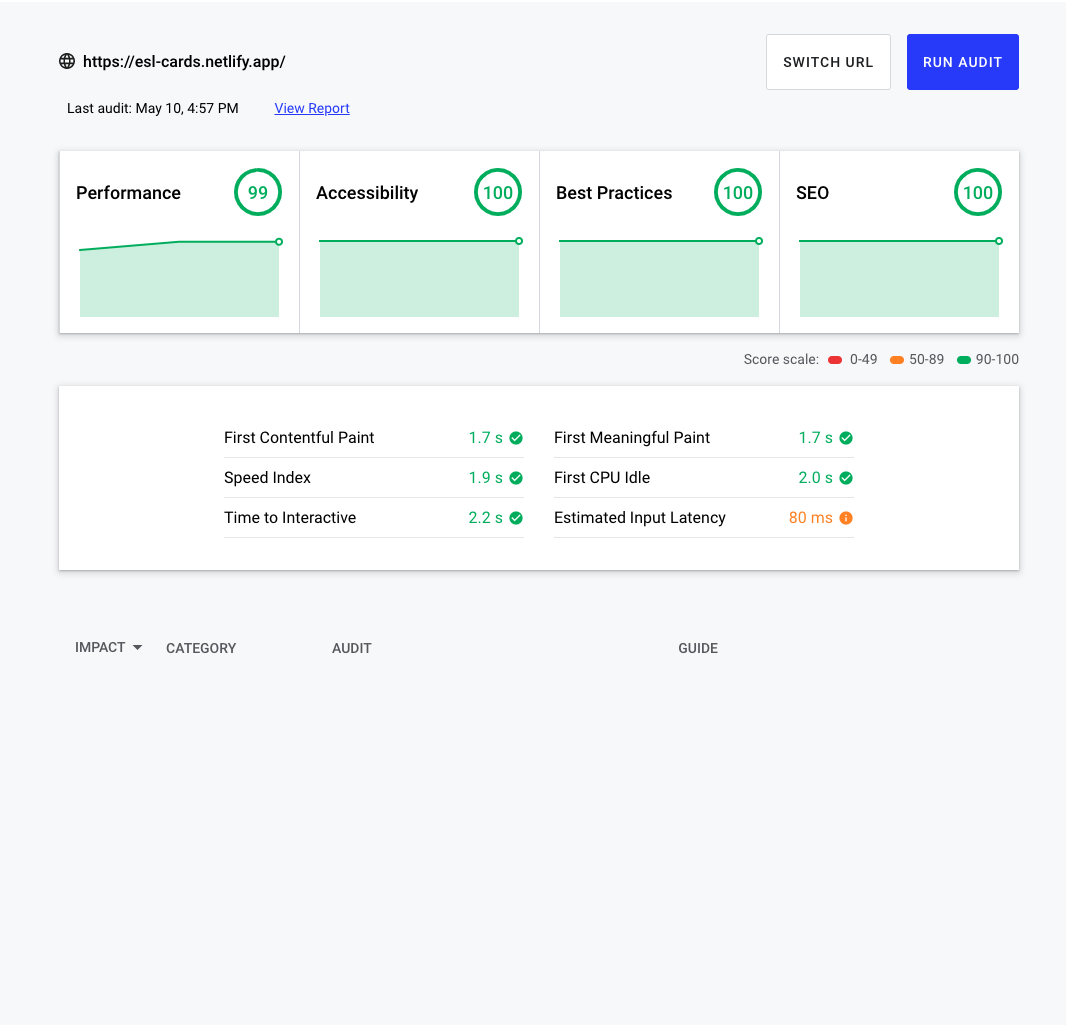 https://esl-cards.netlify.app/
SWITCH URL
RUN AUDIT
Last audit: May 10, 4:57 PM
View Report
Performance 99
Accessibility 100
Best Practices 100
SEO 100
Score scale: 0-49 50-89 90-100
First Contentful Paint 1.7 s
First Meaningful Paint 1.7 s
Speed Index 1.9 s
First CPU Idle 2.0 s
Time to Interactive 2.2 s
Estimated Input Latency 80 ms
IMPACT CATEGORY AUDIT GUIDE